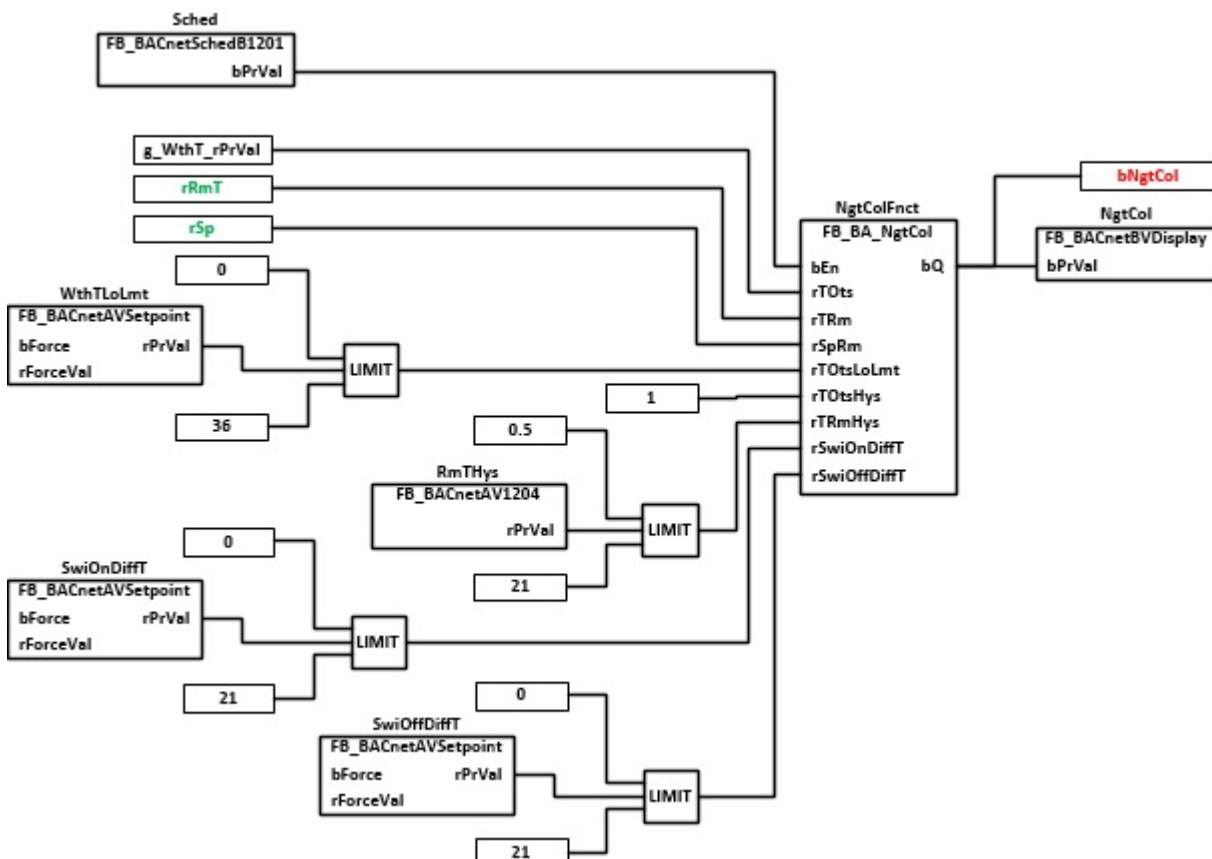 Sched
FB_BACnetSchedB1201
bPrVal
g_WthT_rPrVal
rRmT
rSp
0
WthTLoLmt
FB_BACnetAVSetpoint
bForce rPrVal
rForceVal
LIMIT
36
bNgtCol
NgtCol
FB_BACnetBVDisplay
bPrVal
NgtColFnct
FB_BA_NgtCol
bEn bQ
rTOts
rTRm
rSpRm
rTOtsLoLmt
rTOtsHys
rTRmHys
rSwiOnDiffT
rSwiOffDiffT
1
0.5
RmTHys
FB_BACnetAV1204
rPrVal
LIMIT
21
0
SwiOnDiffT
FB_BACnetAVSetpoint
bForce rPrVal
rForceVal
LIMIT
21
0
SwiOffDiffT
FB_BACnetAVSetpoint
bForce rPrVal
rForceVal
LIMIT
21